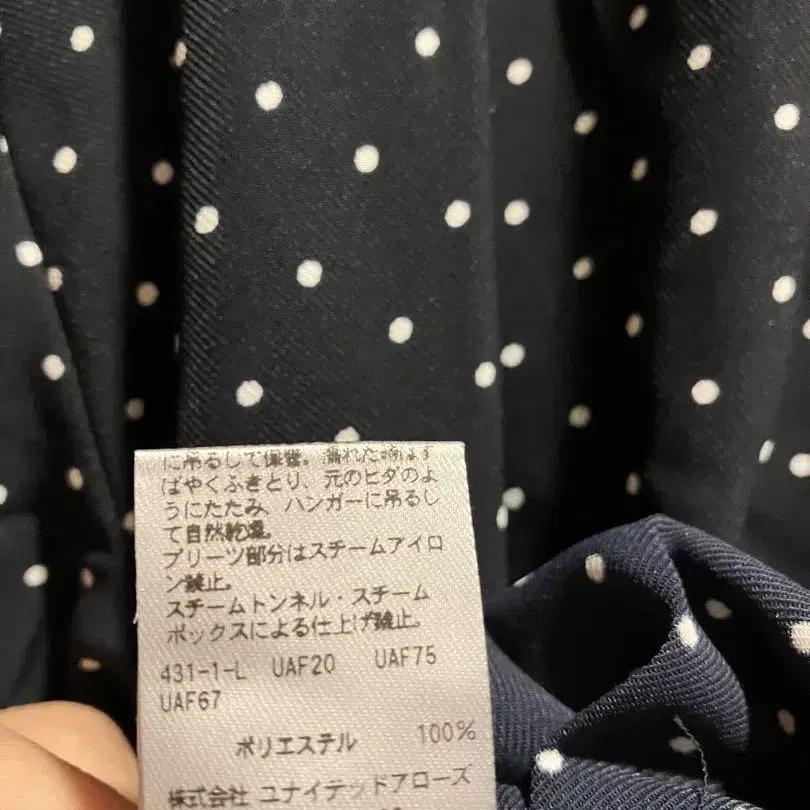 に吊るして保管。濡れた時はす
ばやくふきとり、元のヒダのよ
うにたたみ、ハンガーに吊るし
て自然乾燥。
プリーツ部分はスチームアイロ
ン禁止。
スチームトンネル・スチーム
ボックスによる仕上げ禁止。
431-1-L UAF20 UAF75
UAF67
ポリエステル 100%
株式会社 ユナイテッドアローズ